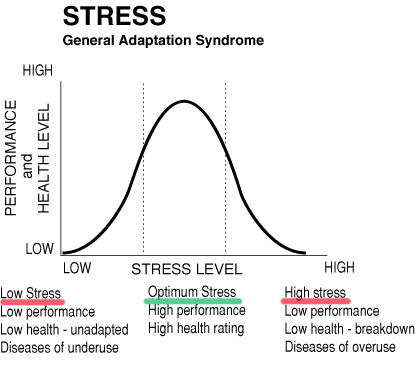 STRESS
General Adaptation Syndrome
HIGH
PERFORMANCE
and
HEALTH LEVEL
LOW
LOW STRESS LEVEL HIGH
Low Stress
Low performance
Low health - unadapted
Diseases of underuse
Optimum Stress
High performance
High health rating
High stress
Low performance
Low health - breakdown
Diseases of overuse